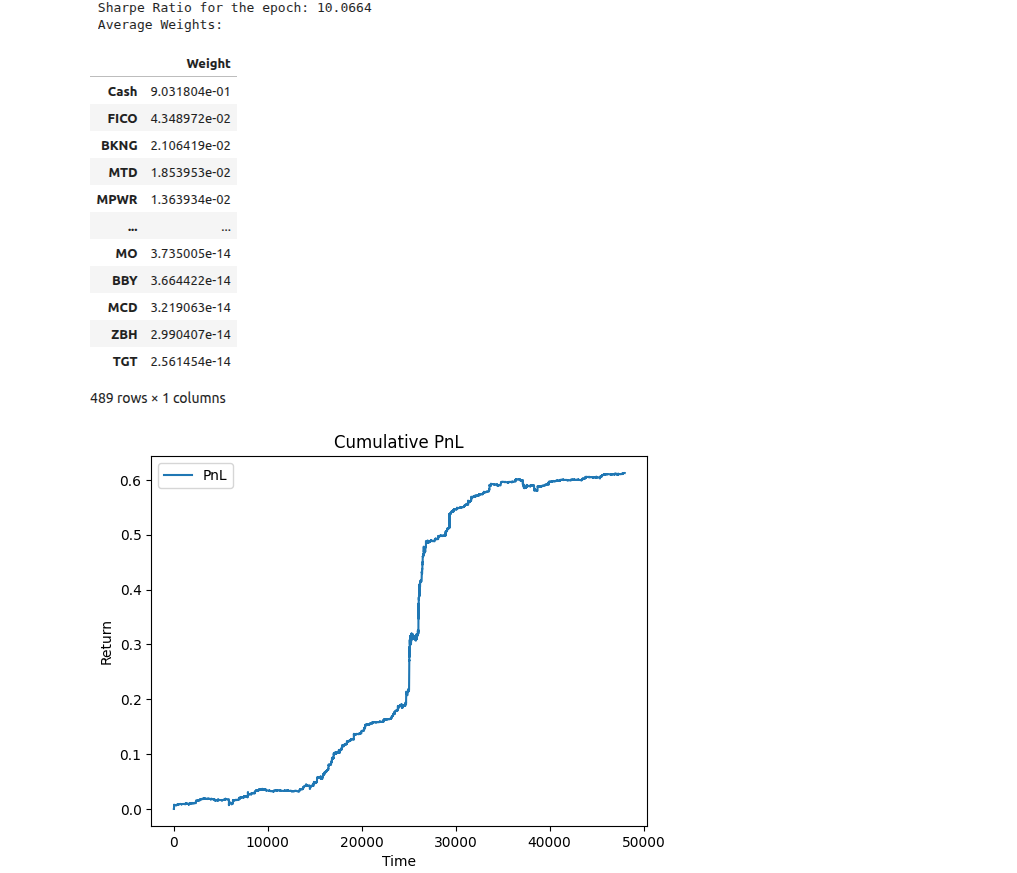 Sharpe Ratio for the epoch: 10.0664
Average Weights:
Weight
Cash 9.031804e-01
FICO 4.348972e-02
BKNG 2.106419e-02
MTD 1.853953e-02
MPWR 1.363934e-02
... ...
MO 3.735005e-14
BBY 3.664422e-14
MCD 3.219063e-14
ZBH 2.990407e-14
TGT 2.561454e-14
489 rows × 1 columns
Cumulative PnL
PnL
0.6
0.5
0.4
0.3
0.2
0.1
0.0
Return
0 10000 20000 30000 40000 50000
Time